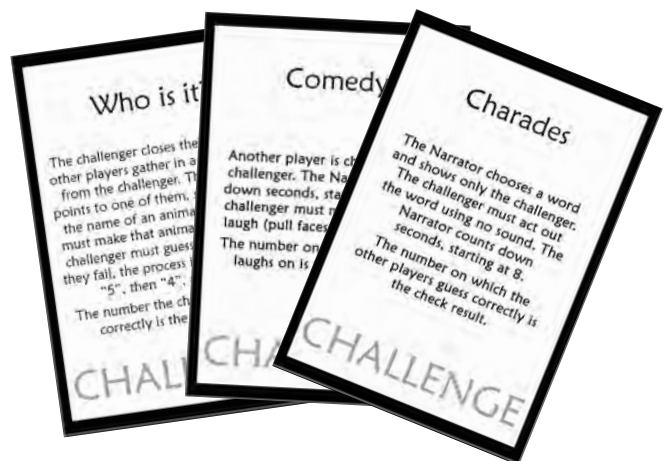 Who is it
The challenger closes the
other players gather in a
from the challenger.
points to one of them,
the name of an anima
must make that anima
challenger must guess
they fail, the process
"5", then "4",
The number the ch
correctly is the
CHALL
Comedy
Another player is ch
challenger. The Na
down seconds, sta
challenger must
laugh (pull faces
The number on
laughs on is
CHA
Charades
The Narrator chooses a word
and shows only the challenger.
The challenger must act out
the word using no sound. The
Narrator counts down
seconds, starting at 8.
The number on which the
other players guess correctly is
the check result.
CHALLENGE